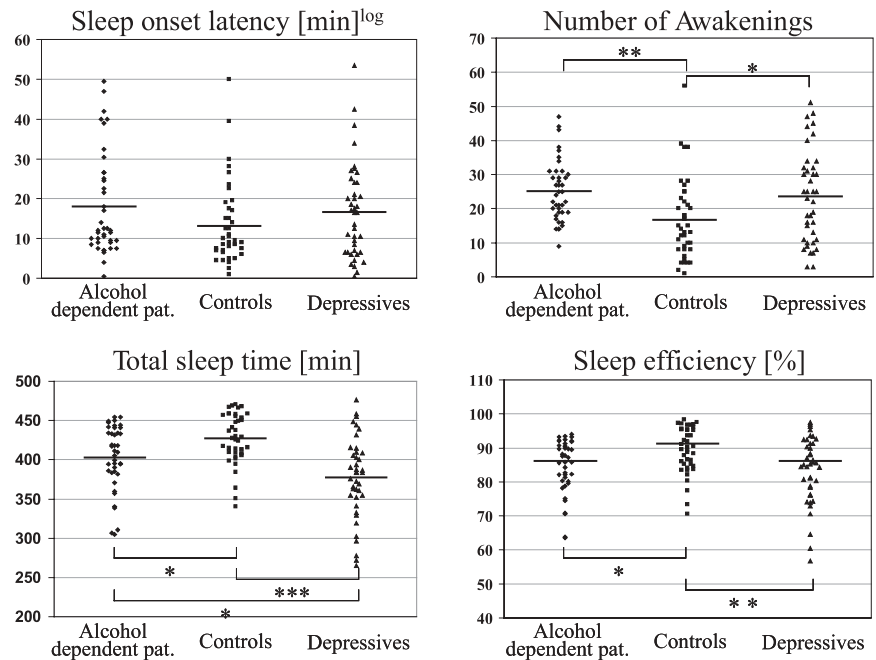 Sleep onset latency [min]log
60
50
40
30
20
10
0
Alcohol
dependent pat.
Controls
Depressives
Number of Awakenings
70
60
50
40
30
20
10
0
**
*
Alcohol
dependent pat.
Controls
Depressives
Total sleep time [min]
500
450
400
350
300
250
200
*
***
*
Alcohol
dependent pat.
Controls
Depressives
Sleep efficiency [%]
110
100
90
80
70
60
50
40
*
* *
Alcohol
dependent pat.
Controls
Depressives